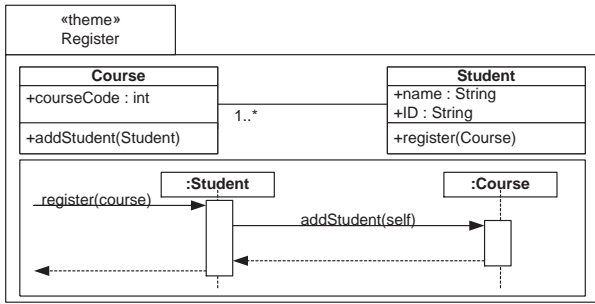 «theme»
Register
Course
+courseCode : int
+addStudent(Student)
1..*
Student
+name : String
+ID : String
+register(Course)
:Student
:Course
register(course)
addStudent(self)